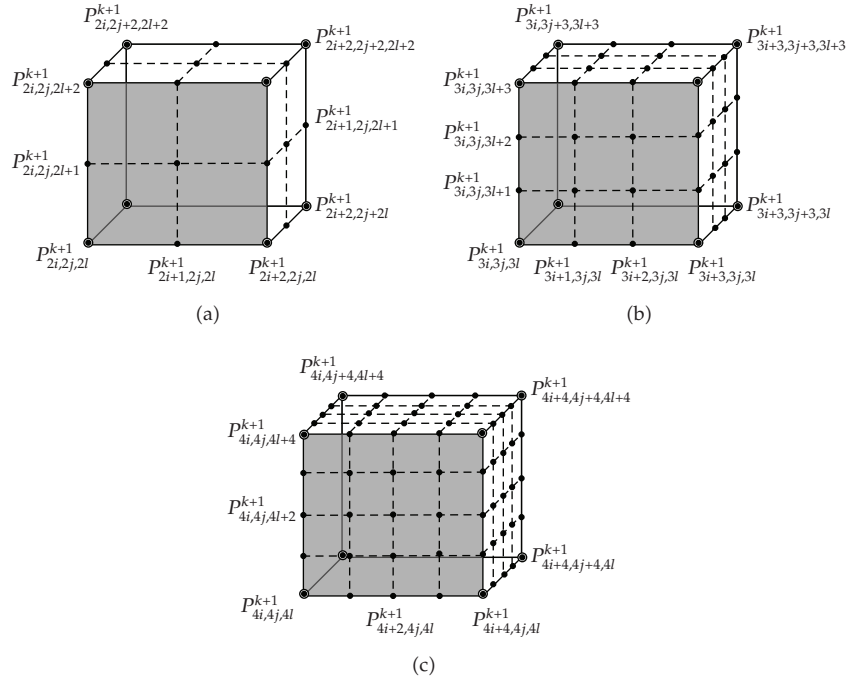 P^{k+1}_{2i,2j+2,2l+2}
P^{k+1}_{2i+2,2j+2,2l+2}
P^{k+1}_{2i,2j,2l+2}
P^{k+1}_{2i+1,2j,2l+1}
P^{k+1}_{2i,2j,2l+1}
P^{k+1}_{2i+2,2j+2l}
P^{k+1}_{2i,2j,2l}
P^{k+1}_{2i+1,2j,2l}
P^{k+1}_{2i+2,2j,2l}
(a)
P^{k+1}_{3i,3j+3,3l+3}
P^{k+1}_{3i+3,3j+3,3l+3}
P^{k+1}_{3i,3j,3l+3}
P^{k+1}_{3i,3j,3l+2}
P^{k+1}_{3i,3j,3l+1}
P^{k+1}_{3i+3,3j+3,3l}
P^{k+1}_{3i,3j,3l}
P^{k+1}_{3i+1,3j,3l}
P^{k+1}_{3i+2,3j,3l}
P^{k+1}_{3i+3,3j,3l}
(b)
P^{k+1}_{4i,4j+4,4l+4}
P^{k+1}_{4i+4,4j+4,4l+4}
P^{k+1}_{4i,4j,4l+4}
P^{k+1}_{4i,4j,4l+2}
P^{k+1}_{4i+4,4j+4,4l}
P^{k+1}_{4i,4j,4l}
P^{k+1}_{4i+2,4j,4l}
P^{k+1}_{4i+4,4j,4l}
(c)